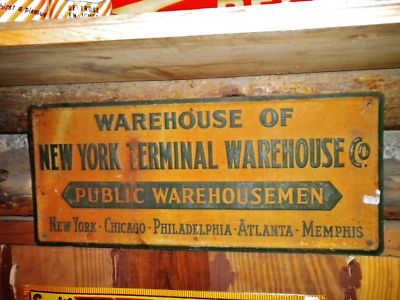 WAREHOUSE OF
NEW YORK TERMINAL WAREHOUSE CO.
PUBLIC WAREHOUSEMEN
NEW YORK - CHICAGO - PHILADELPHIA - ATLANTA - MEMPHIS